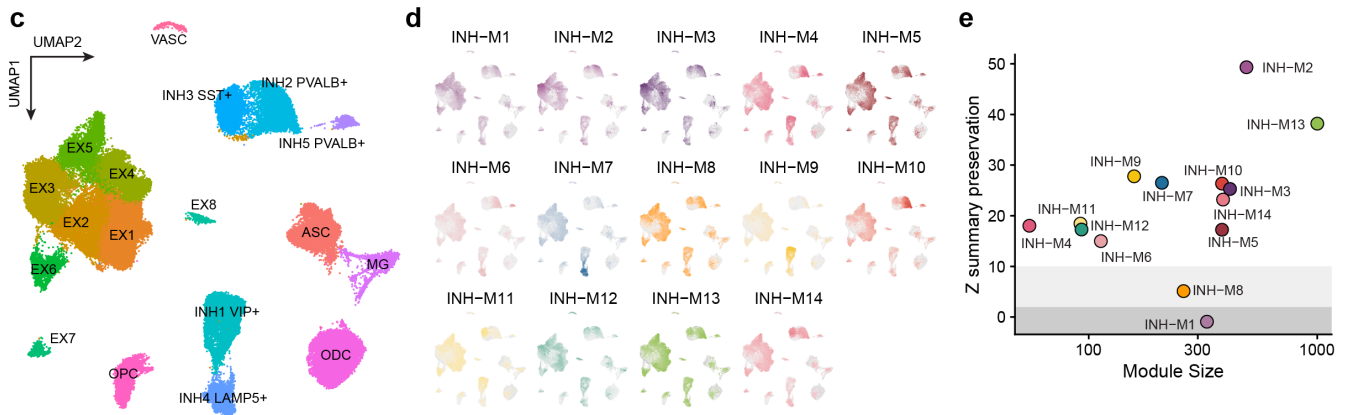 c
UMAP2
UMAP1
VASC
INH3 SST+
INH2 PVALB+
INH5 PVALB+
EX5
EX4
EX3
EX2
EX1
EX6
EX8
ASC
MG
INH1 VIP+
EX7
OPC
ODC
INH4 LAMP5+
d
INH−M1 INH−M2 INH−M3 INH−M4 INH−M5
INH−M6 INH−M7 INH−M8 INH−M9 INH−M10
INH−M11 INH−M12 INH−M13 INH−M14
e
Z summary preservation
50
40
30
20
10
0
INH−M2
INH−M13
INH−M9
INH−M7
INH−M10
INH−M3
INH−M14
INH−M11
INH−M12
INH−M4
INH−M5
INH−M6
INH−M8
INH−M1
100 300 1000
Module Size